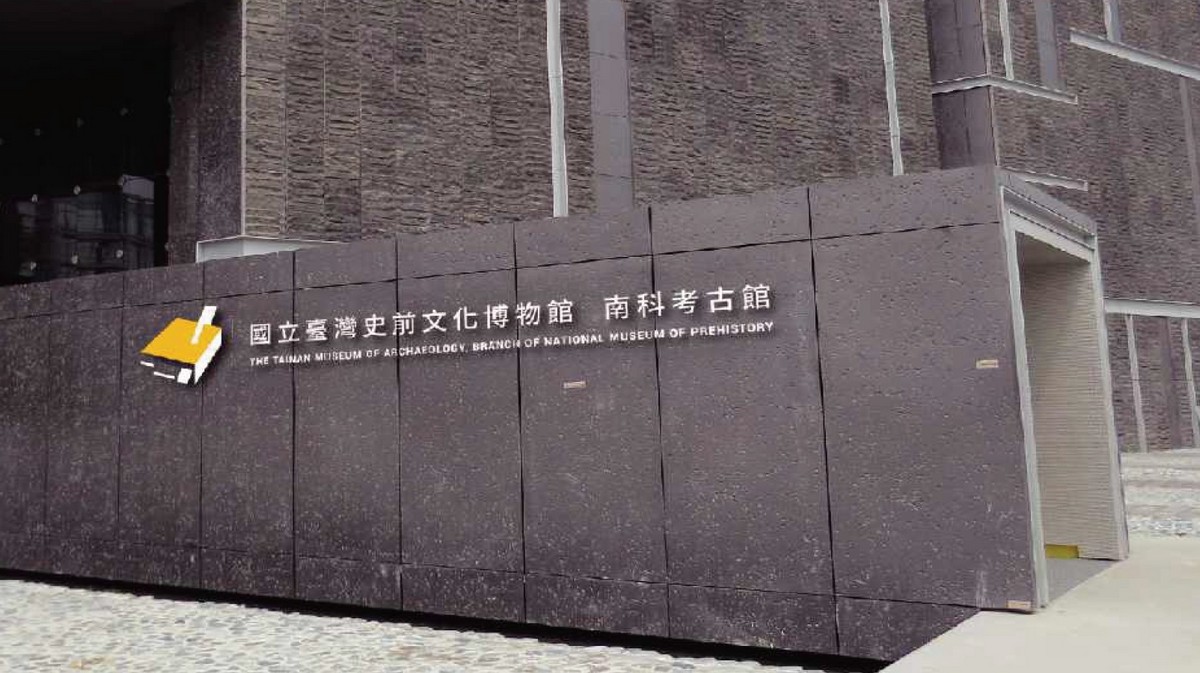 國立臺灣史前文化博物館 南科考古館
THE TAINAN MUSEUM OF ARCHAEOLOGY, BRANCH OF NATIONAL MUSEUM OF PREHISTORY